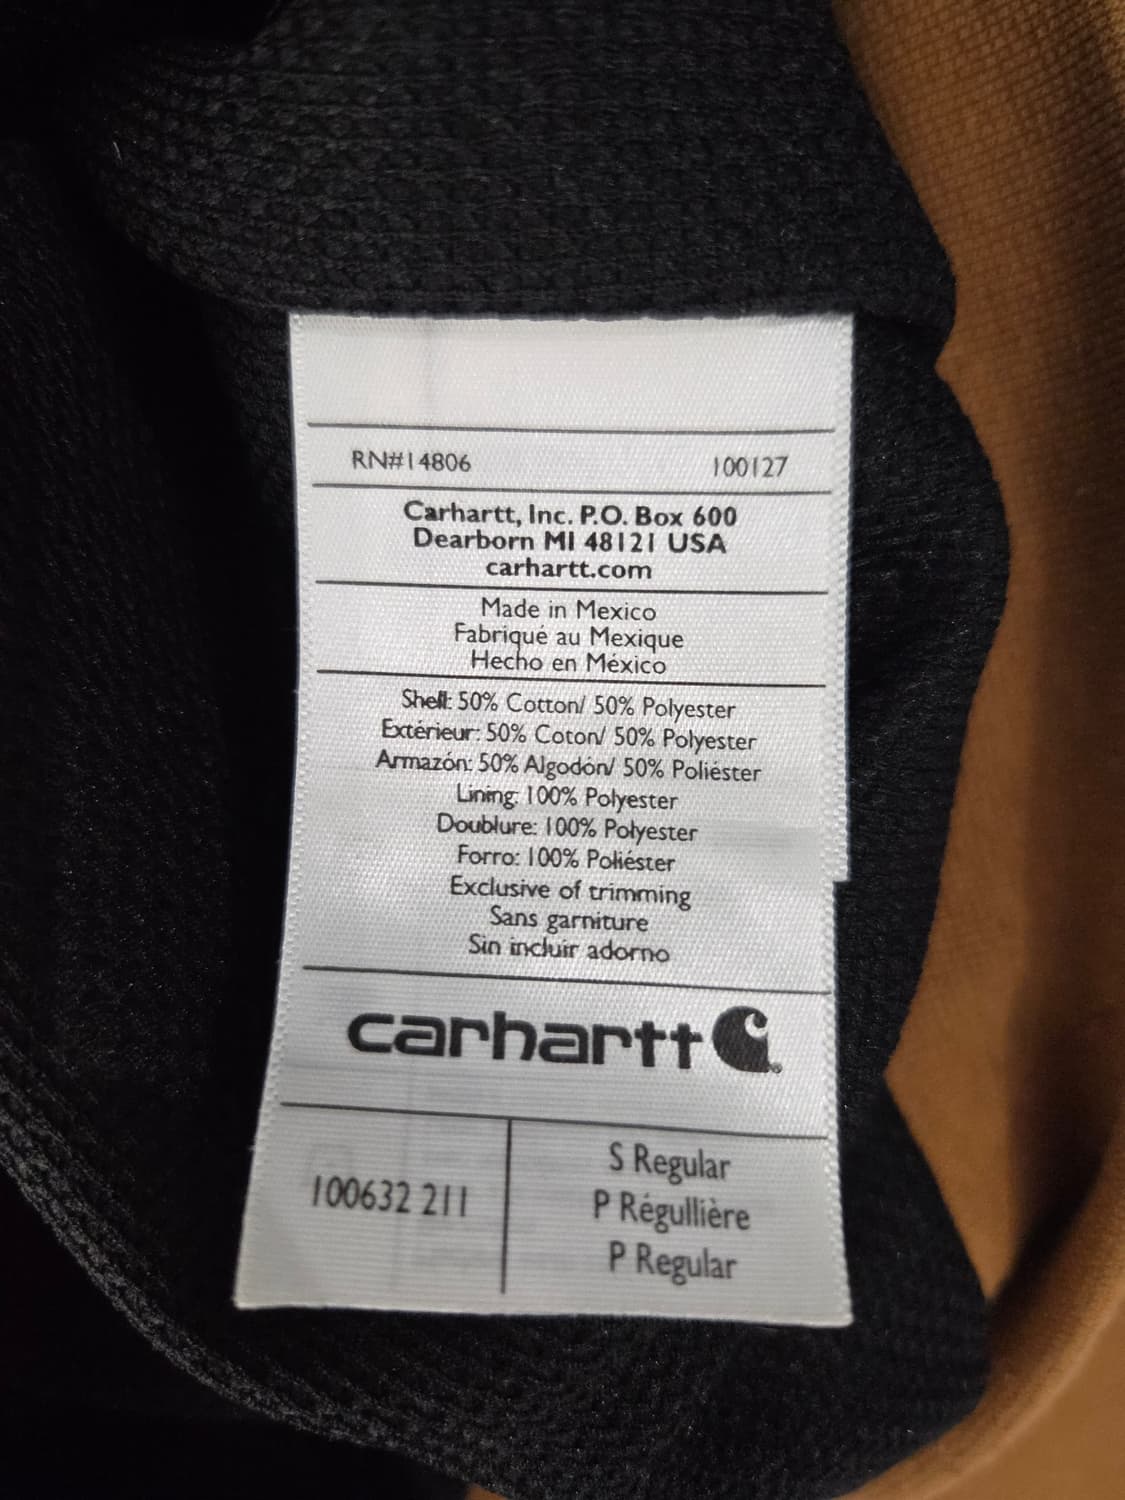 RN#14806 100127
Carhartt, Inc. P.O. Box 600
Dearborn MI 48121 USA
carhartt.com
Made in Mexico
Fabriqué au Mexique
Hecho en México
Shell: 50% Cotton/ 50% Polyester
Extérieur: 50% Coton/ 50% Polyester
Armazón: 50% Algodón/ 50% Poliéster
Lining: 100% Polyester
Doublure: 100% Polyester
Forro: 100% Poliéster
Exclusive of trimming
Sans garniture
Sin incluir adorno
carhartt
100632 211
S Regular
P Régullière
P Regular